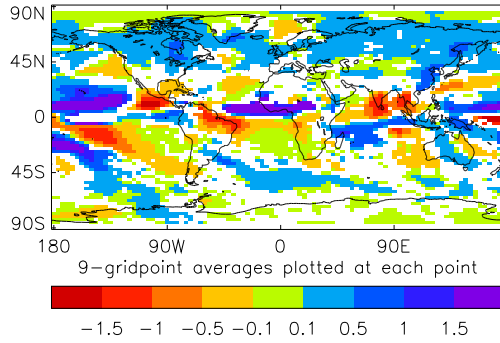 90N
45N
0
45S
90S
180 90W 0 90E
9-gridpoint averages plotted at each point
-1.5 -1 -0.5 -0.1 0.1 0.5 1 1.5